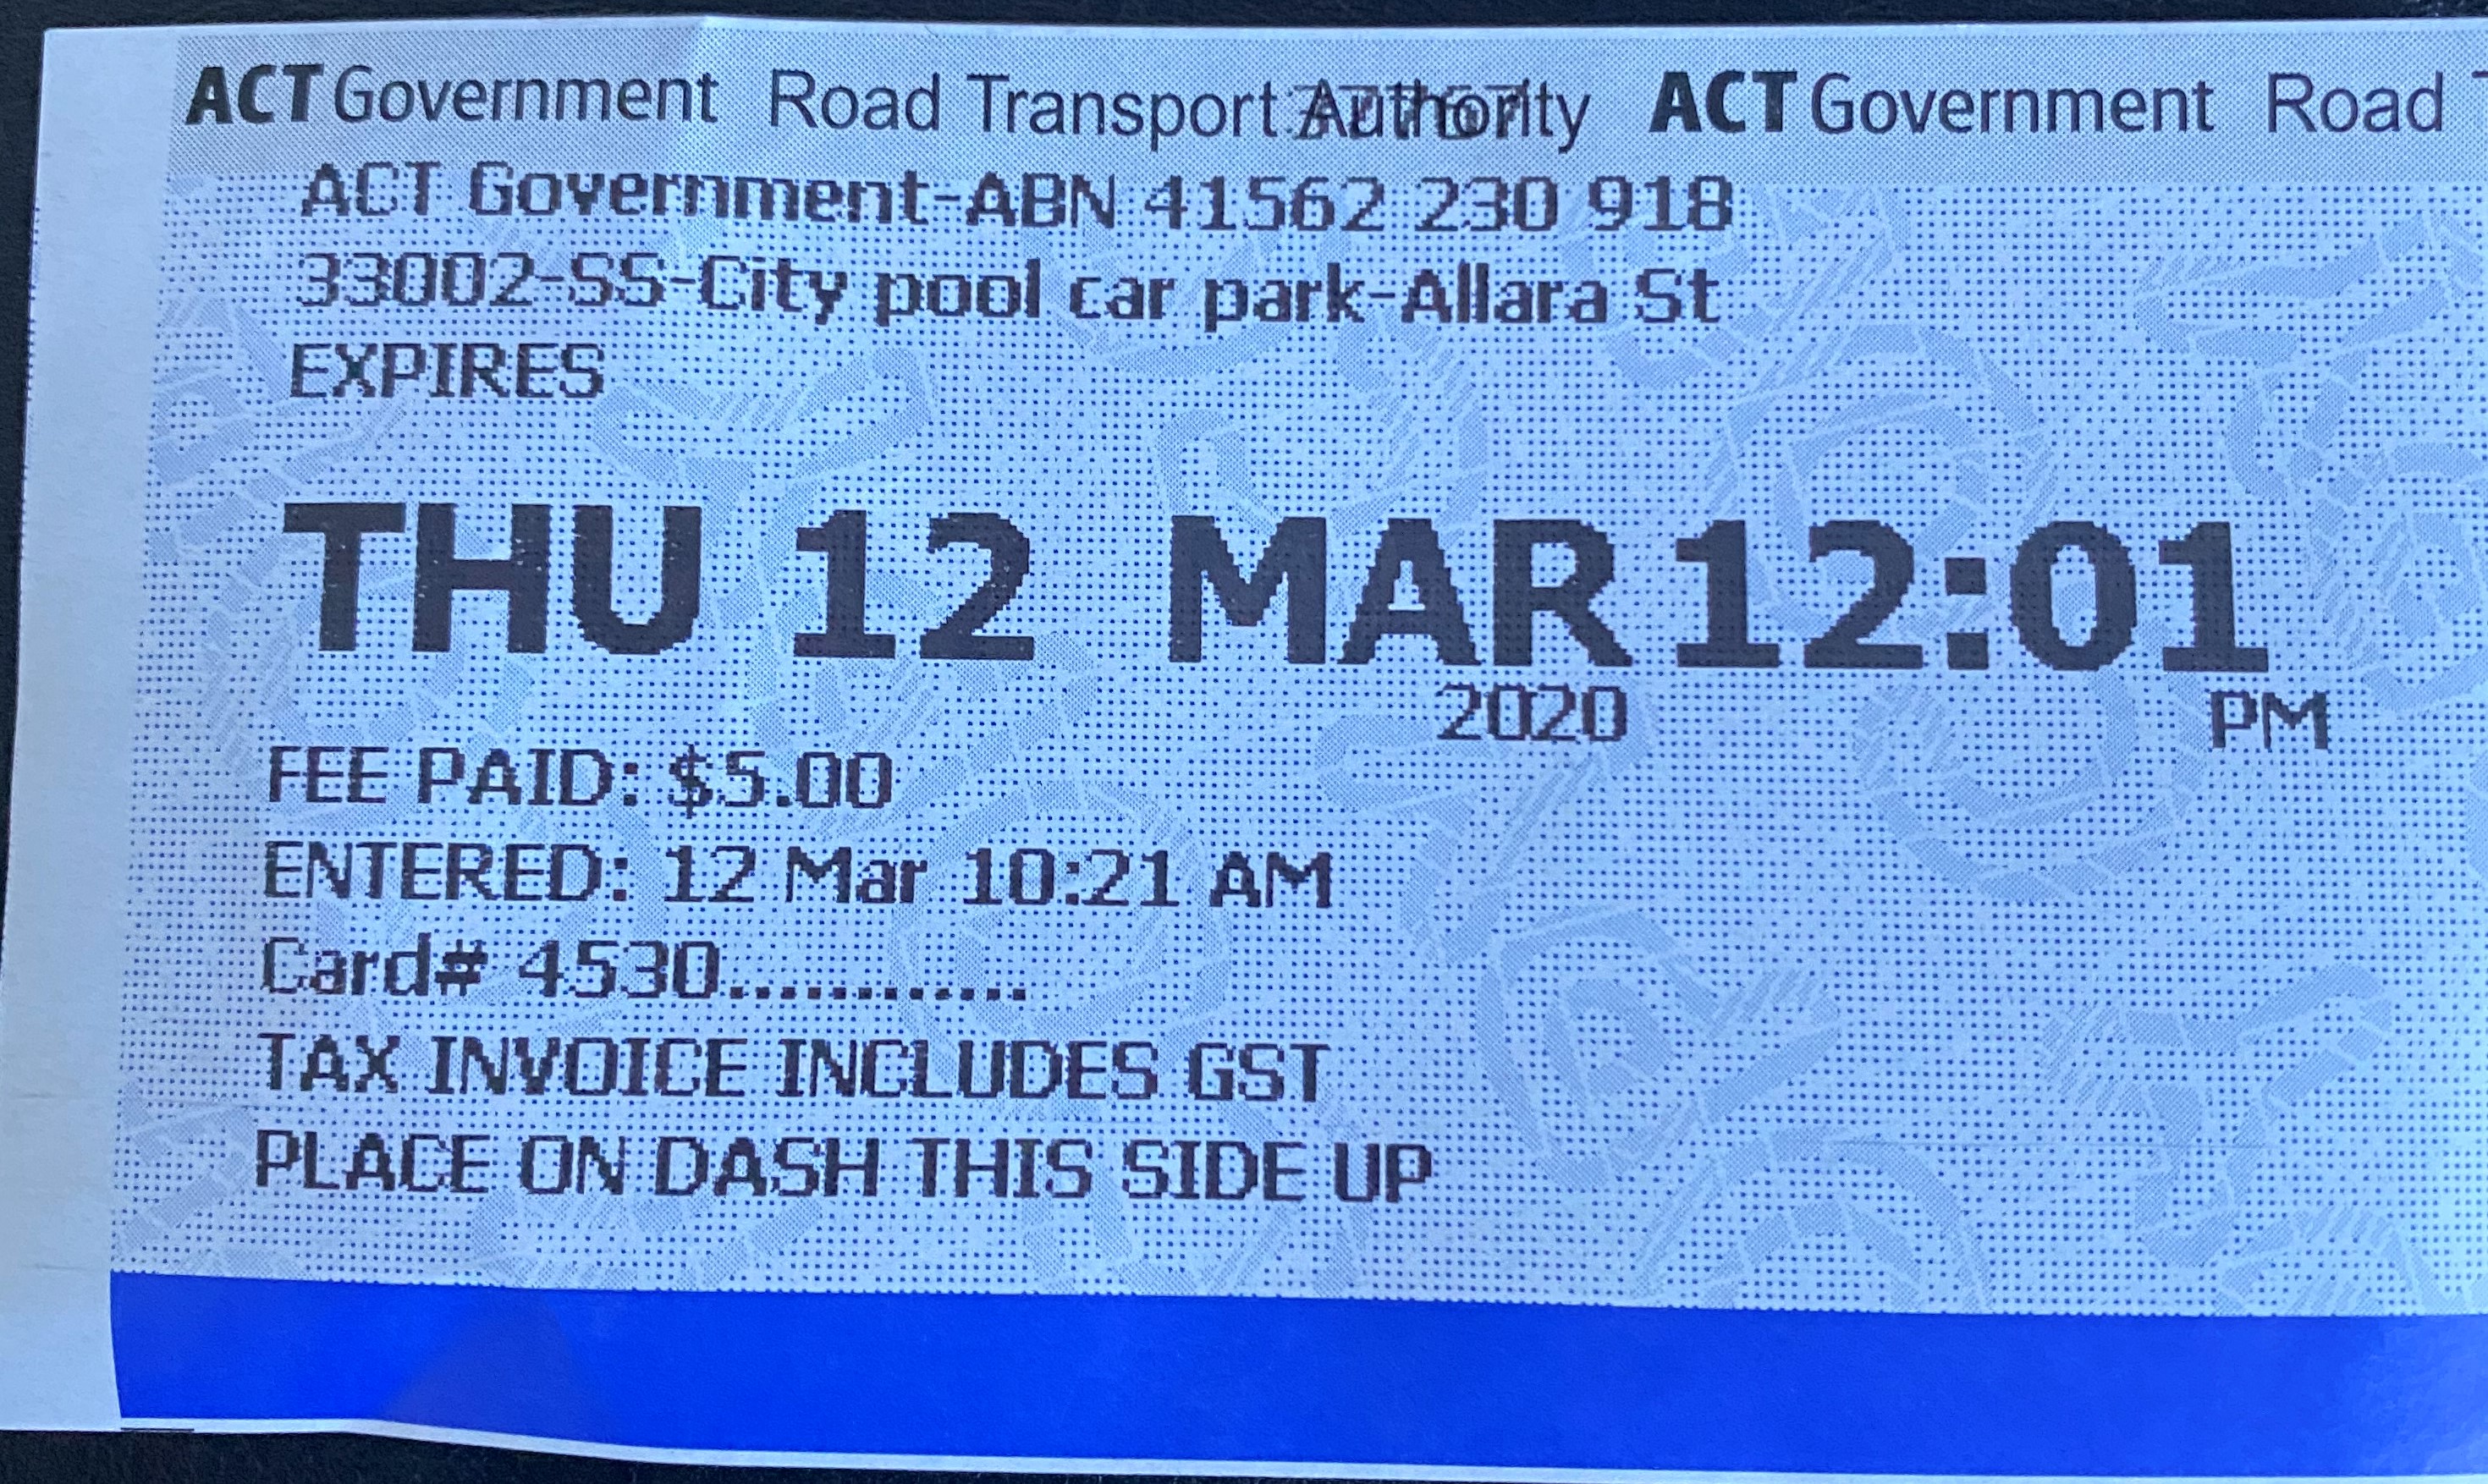 ACT Government Road Transport Authority ACT Government Road
ACT Government-ABN 41562 230 918
33002-SS-City pool car park-Allara St
EXPIRES
THU 12 MAR 12:01
2020 PM
FEE PAID: $5.00
ENTERED: 12 Mar 10:21 AM
Card# 4530............
TAX INVOICE INCLUDES GST
PLACE ON DASH THIS SIDE UP